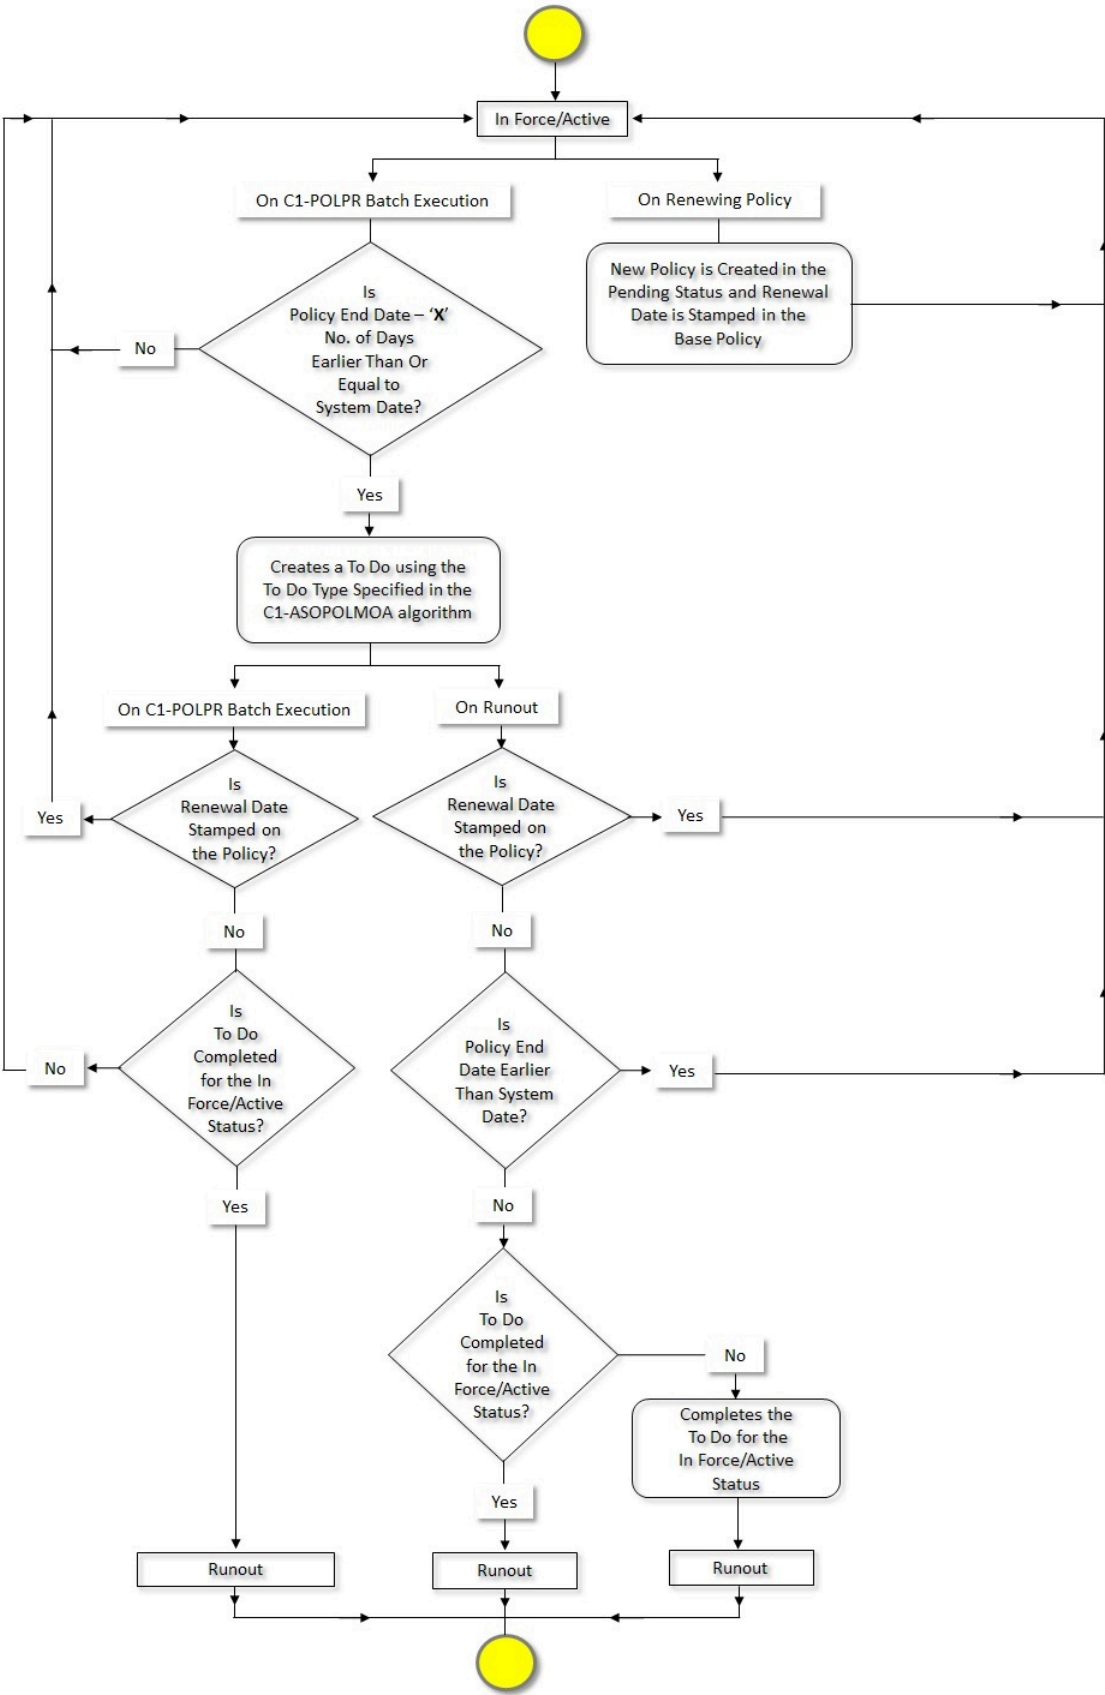 In Force/Active
On C1-POLPR Batch Execution
On Renewing Policy
New Policy is Created in the
Pending Status and Renewal
Date is Stamped in the
Base Policy
Is
Policy End Date – ‘X’
No. of Days
Earlier Than Or
Equal to
System Date?
No
Yes
Creates a To Do using the
To Do Type Specified in the
C1-ASOPOLMOA algorithm
On C1-POLPR Batch Execution
On Runout
Is
Renewal Date
Stamped on
the Policy?
Yes
Is
Renewal Date
Stamped on
the Policy?
Yes
No
No
Is
To Do
Completed
for the In
Force/Active
Status?
No
Is
Policy End
Date Earlier
Than System
Date?
Yes
Yes
No
Is
To Do
Completed
for the In
Force/Active
Status?
No
Completes the
To Do for the
In Force/Active
Status
Yes
Runout
Runout
Runout